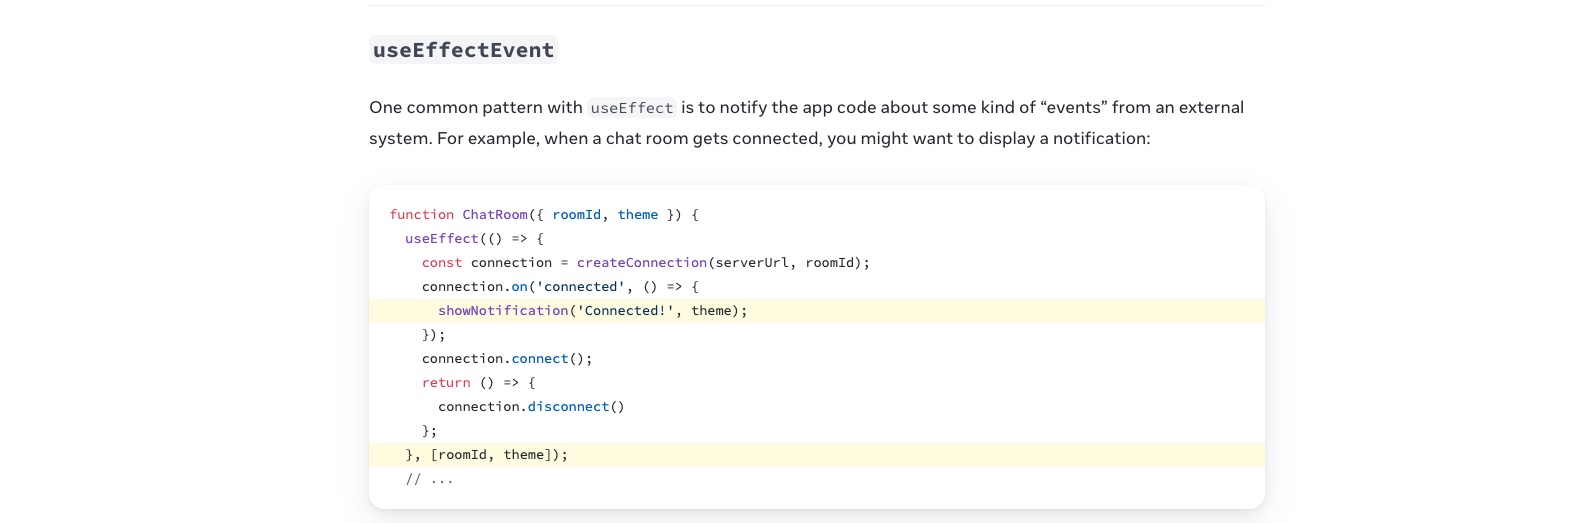 useEffectEvent
One common pattern with useEffect is to notify the app code about some kind of “events” from an external
system. For example, when a chat room gets connected, you might want to display a notification:
function ChatRoom({ roomId, theme }) {
  useEffect(() => {
    const connection = createConnection(serverUrl, roomId);
    connection.on('connected', () => {
      showNotification('Connected!', theme);
    });
    connection.connect();
    return () => {
      connection.disconnect()
    };
  }, [roomId, theme]);
  // ...